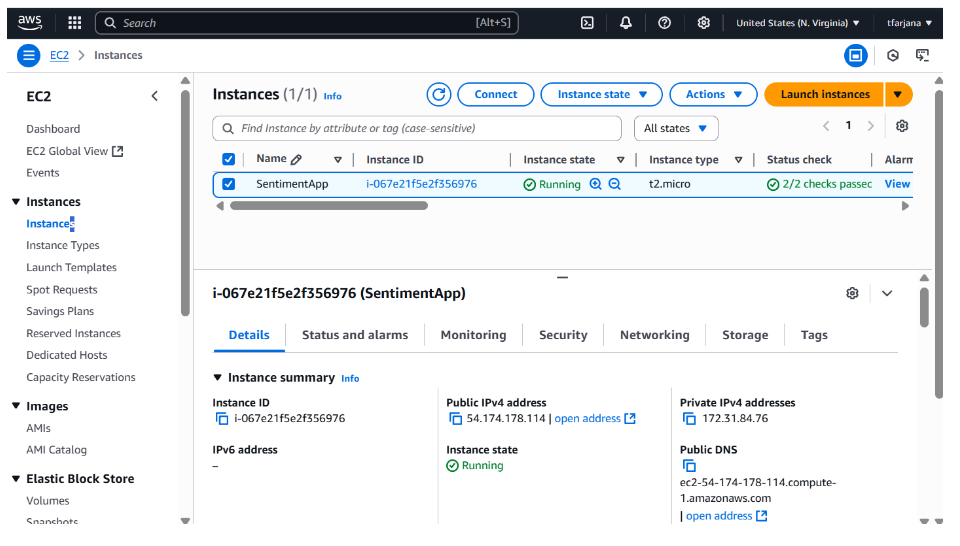 aws Search [Alt+S] United States (N. Virginia) tfarjana
EC2 Instances
EC2
Dashboard
EC2 Global View
Events
Instances
Instances
Instance Types
Launch Templates
Spot Requests
Savings Plans
Reserved Instances
Dedicated Hosts
Capacity Reservations
Images
AMIs
AMI Catalog
Elastic Block Store
Volumes
Snapshots
Instances (1/1) Info Connect Instance state Actions Launch instances
Find Instance by attribute or tag (case-sensitive) All states 1
Name Instance ID Instance state Instance type Status check Alarm
SentimentApp i-067e21f5e2f356976 Running t2.micro 2/2 checks passec View
i-067e21f5e2f356976 (SentimentApp)
Details Status and alarms Monitoring Security Networking Storage Tags
Instance summary Info
Instance ID
i-067e21f5e2f356976
Public IPv4 address
54.174.178.114 | open address
Private IPv4 addresses
172.31.84.76
IPv6 address
–
Instance state
Running
Public DNS
ec2-54-174-178-114.compute-
1.amazonaws.com
| open address